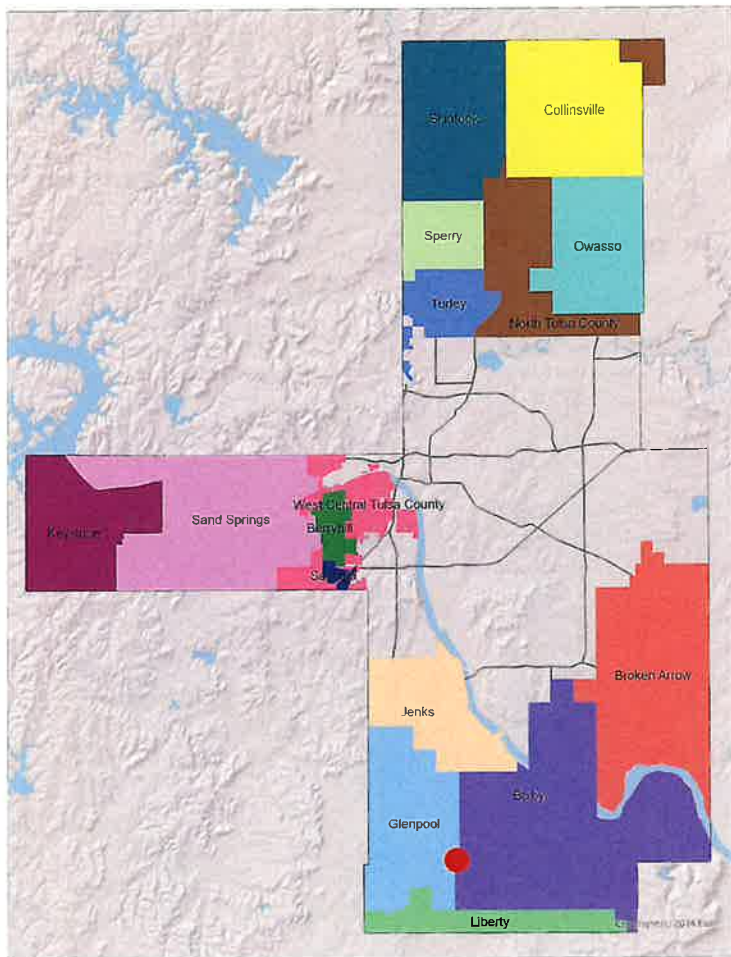 Collinsville
Sperry
Owasso
Turley
North Tulsa County
West Central Tulsa County
Sand Springs
Berryhill
Keystone
Broken Arrow
Jenks
Bixby
Glenpool
Liberty